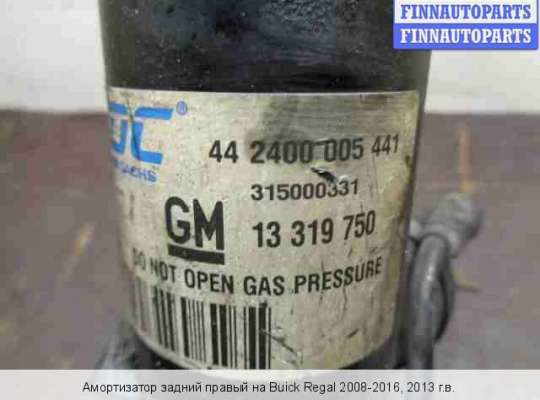 FINNAUTOPARTS
FINNAUTOPARTS
44 2400 005 441
SACHS
315000331
GM 13 319 750
DO NOT OPEN GAS PRESSURE
Амортизатор задний правый на Buick Regal 2008-2016, 2013 г.в.